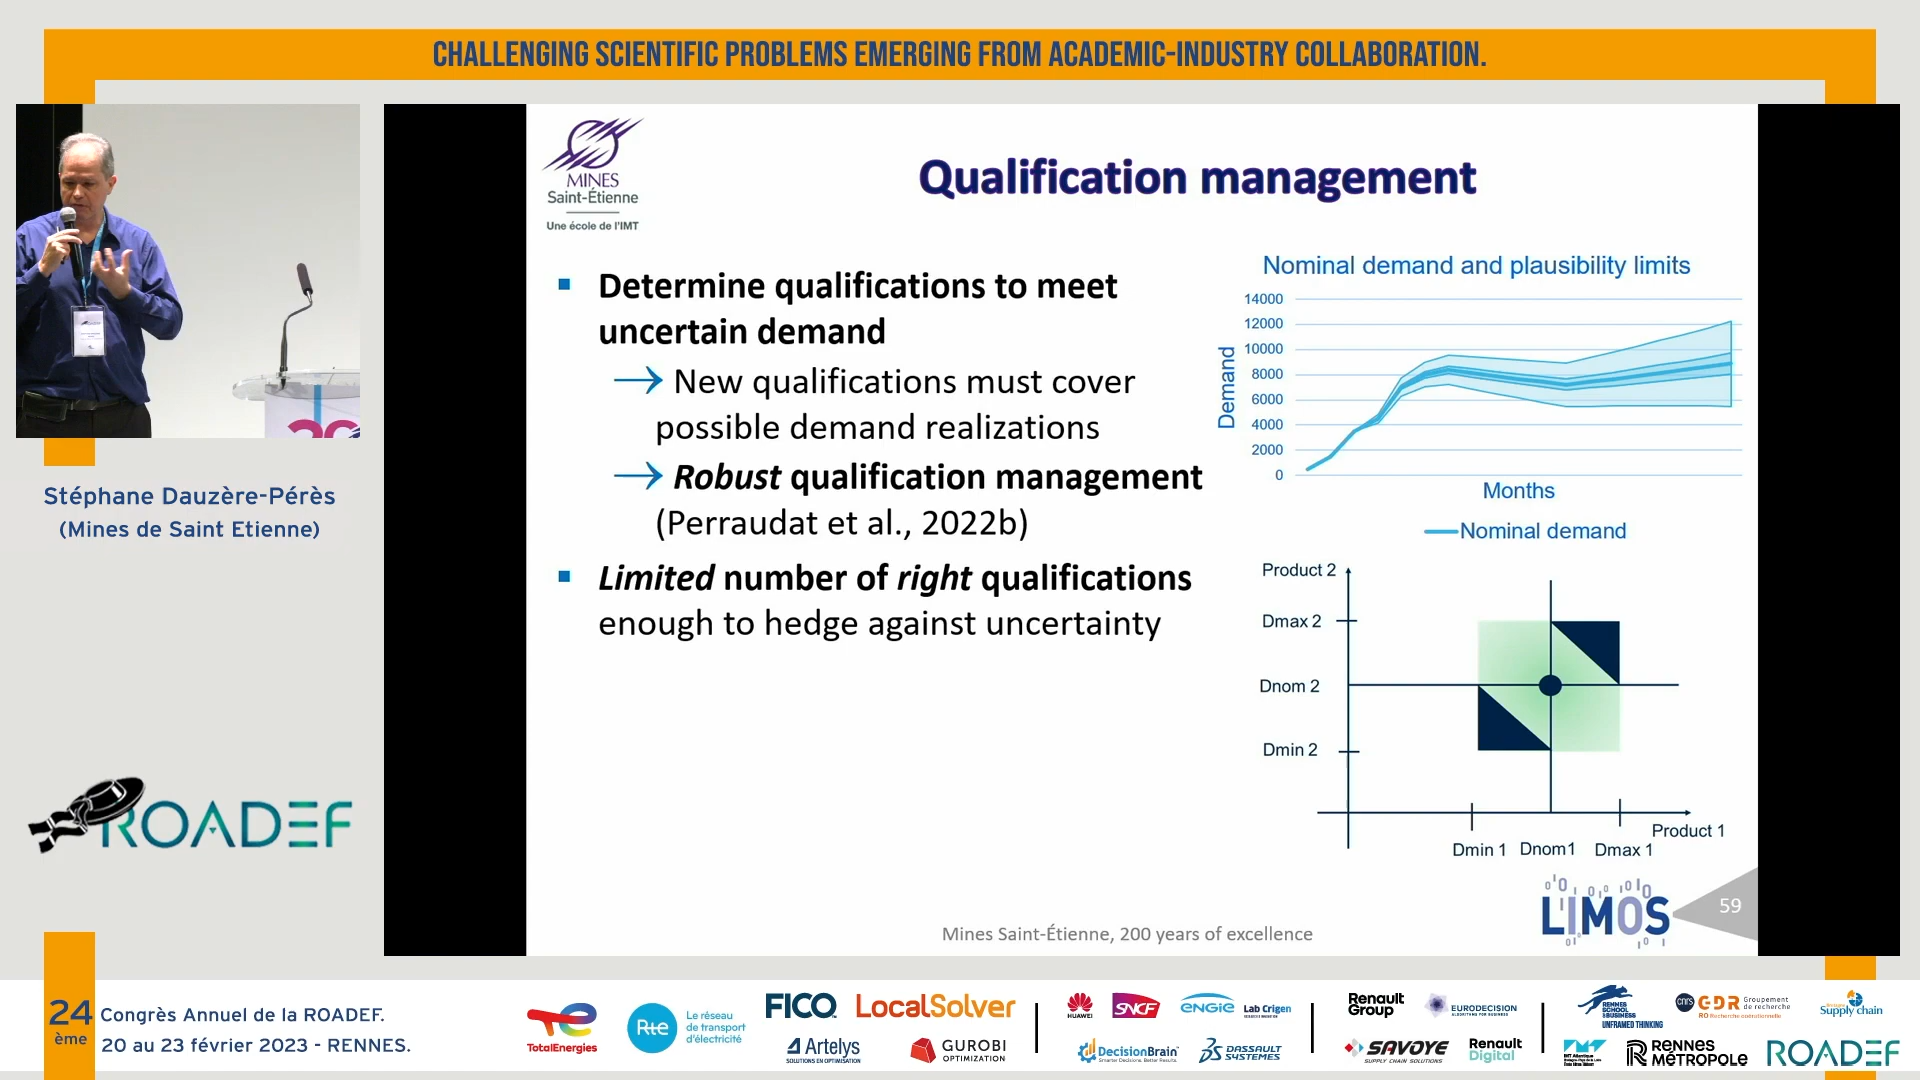 CHALLENGING SCIENTIFIC PROBLEMS EMERGING FROM ACADEMIC-INDUSTRY COLLABORATION.
MINES
Saint-Étienne
Une école de l'IMT
Qualification management
Determine qualifications to meet
uncertain demand
→ New qualifications must cover
possible demand realizations
→ Robust qualification management
(Perraudat et al., 2022b)
Limited number of right qualifications
enough to hedge against uncertainty
Nominal demand and plausibility limits
14000
12000
10000
8000
6000
4000
2000
0
Demand
Months
Nominal demand
Product 2
Dmax 2
Dnom 2
Dmin 2
Product 1
Dmin 1 Dnom1 Dmax 1
LIMOS
59
Mines Saint-Étienne, 200 years of excellence
Stéphane Dauzère-Pérès
(Mines de Saint Etienne)
ROADEF
24 ème
Congrès Annuel de la ROADEF.
20 au 23 février 2023 - RENNES.
TotalEnergies
Rte
Le réseau
de transport
d'électricité
FICO
LocalSolver
Artelys
SOLUTIONS EN OPTIMISATION
GUROBI
OPTIMIZATION
HUAWEI
SNCF
ENGIE Lab Crigen
DecisionBrain
DASSAULT
SYSTEMES
Renault
Group
EURODECISION
SAVOYE
SUPPLY CHAIN SOLUTIONS
Renault
Digital
RENNES
SCHOOL
OF BUSINESS
UNFRAMED THINKING
cnrs
GDR
Groupement
de recherche
RO Recherche opérationnelle
Supply chain
IMT Atlantique
RENNES
MÉTROPOLE
ROADEF